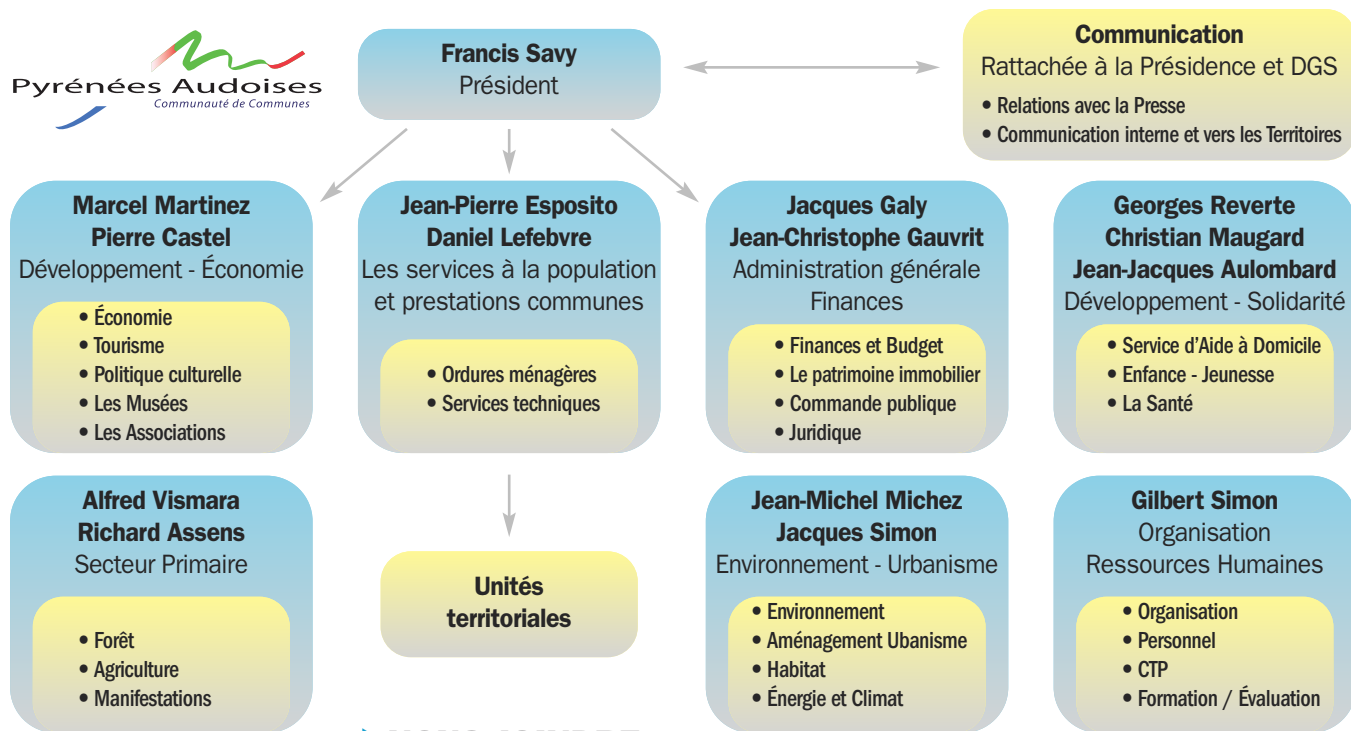 Pyrénées Audoises
Communauté de Communes
Francis Savy
Président
Communication
Rattachée à la Présidence et DGS
• Relations avec la Presse
• Communication interne et vers les Territoires
Marcel Martinez
Pierre Castel
Développement - Économie
• Économie
• Tourisme
• Politique culturelle
• Les Musées
• Les Associations
Jean-Pierre Esposito
Daniel Lefebvre
Les services à la population
et prestations communes
• Ordures ménagères
• Services techniques
Jacques Galy
Jean-Christophe Gauvrit
Administration générale
Finances
• Finances et Budget
• Le patrimoine immobilier
• Commande publique
• Juridique
Georges Reverte
Christian Maugard
Jean-Jacques Aulombard
Développement - Solidarité
• Service d'Aide à Domicile
• Enfance - Jeunesse
• La Santé
Alfred Vismara
Richard Assens
Secteur Primaire
• Forêt
• Agriculture
• Manifestations
Unités
territoriales
Jean-Michel Michez
Jacques Simon
Environnement - Urbanisme
• Environnement
• Aménagement Ubanisme
• Habitat
• Énergie et Climat
Gilbert Simon
Organisation
Ressources Humaines
• Organisation
• Personnel
• CTP
• Formation / Évaluation